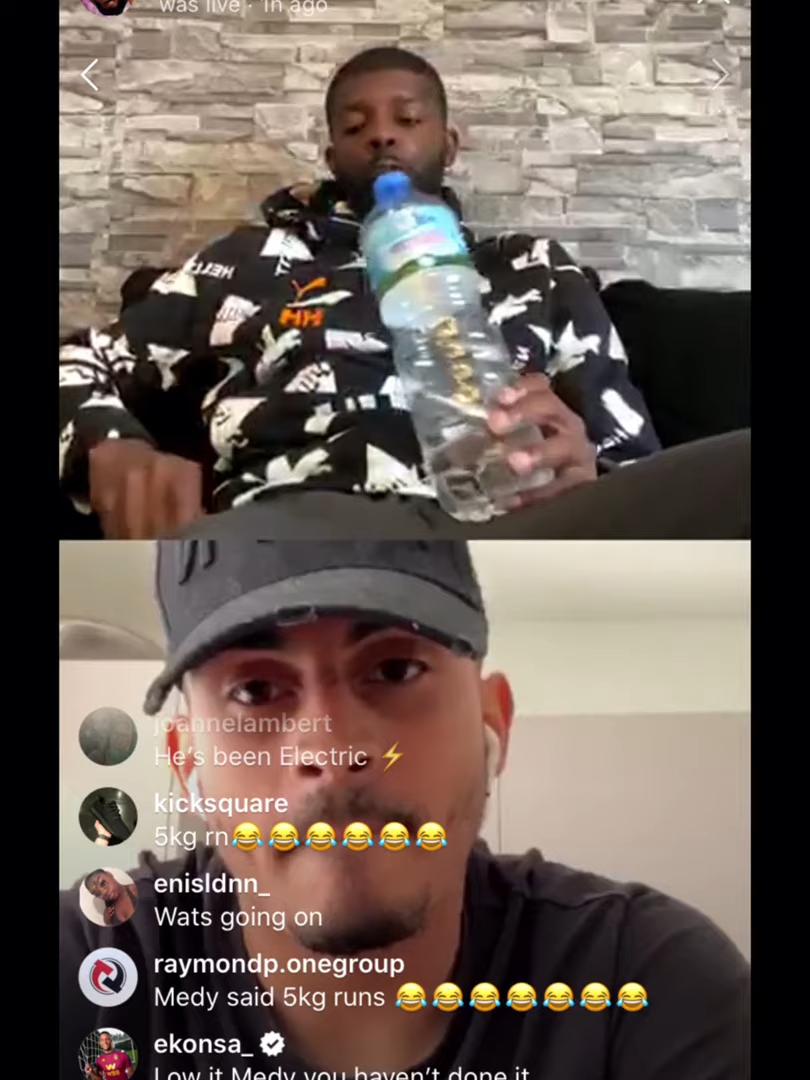 was live · 1h ago
HH
joannelambert
He's been Electric ⚡
kicksquare
5kg rn😂😂😂😂😂😂
enisldnn_
Wats going on
raymondp.onegroup
Medy said 5kg runs 😂😂😂😂😂😂😂
ekonsa_
Low it Medy you haven't done it